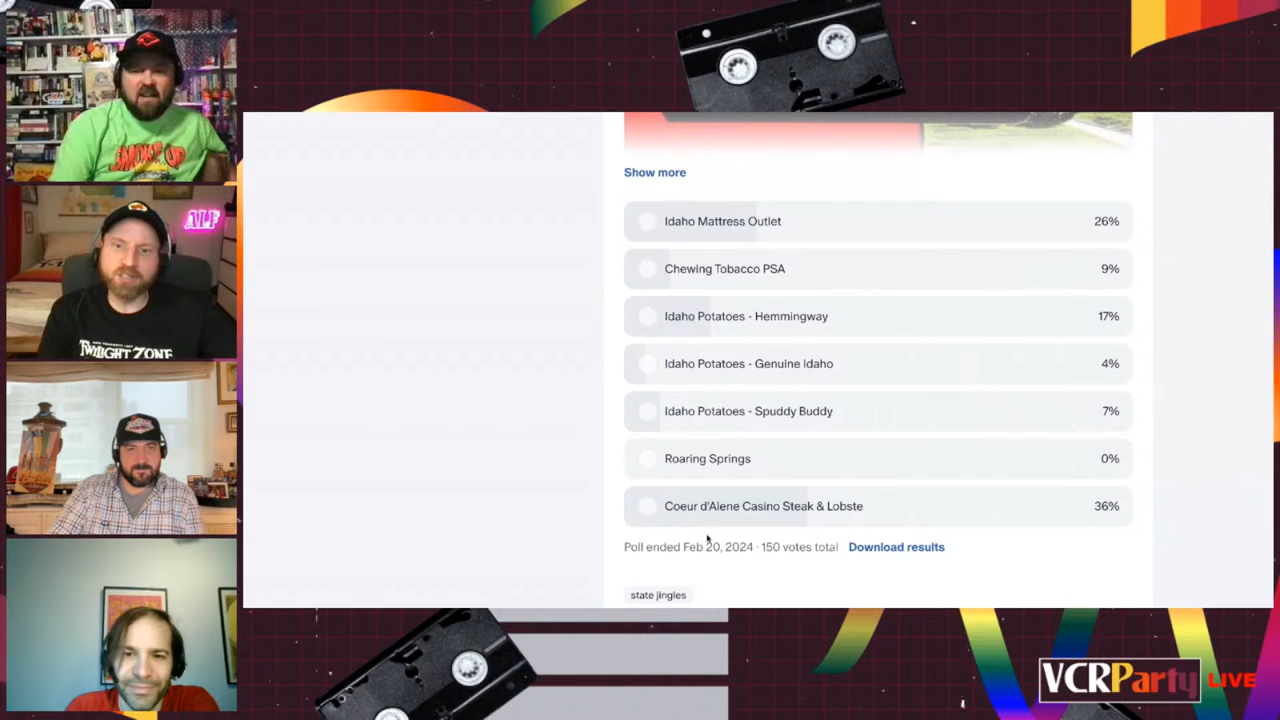 SMOKE UP
ALF
TWILIGHT ZONE
Show more
Idaho Mattress Outlet 26%
Chewing Tobacco PSA 9%
Idaho Potatoes - Hemmingway 17%
Idaho Potatoes - Genuine Idaho 4%
Idaho Potatoes - Spuddy Buddy 7%
Roaring Springs 0%
Coeur d'Alene Casino Steak & Lobste 36%
Poll ended Feb 20, 2024 · 150 votes total Download results
state jingles
VCRParty LIVE